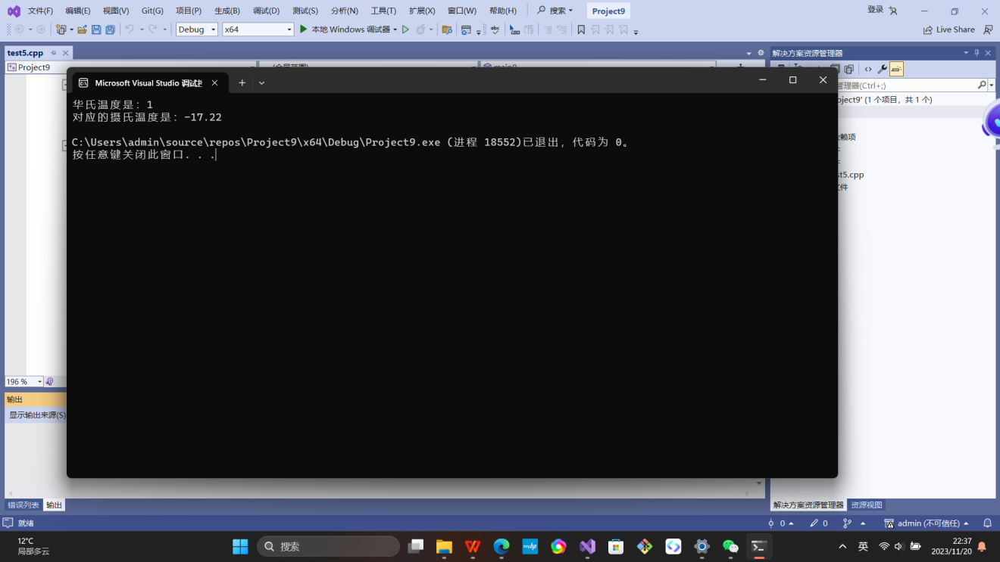 文件(F) 编辑(E) 视图(V) Git(G) 项目(P) 生成(B) 调试(D) 测试(S) 分析(N) 工具(T) 扩展(X) 窗口(W) 帮助(H) 搜索 Project9 登录
Debug x64 本地 Windows 调试器 Live Share
test5.cpp
解决方案资源管理器
Project9
Microsoft Visual Studio 调试
管理器(Ctrl+;)
oject9' (1 个项目，共 1 个)
华氏温度是：1
对应的摄氏温度是：-17.22
依赖项
C:\Users\admin\source\repos\Project9\x64\Debug\Project9.exe (进程 18552)已退出，代码为 0。
按任意键关闭此窗口. . .
st5.cpp
文件
196 %
输出
显示输出来源(S)
错误列表 输出
解决方案资源管理器 资源视图
就绪
0 0 admin (不可信任)
12°C
局部多云
搜索
myhp
英
22:37
2023/11/20